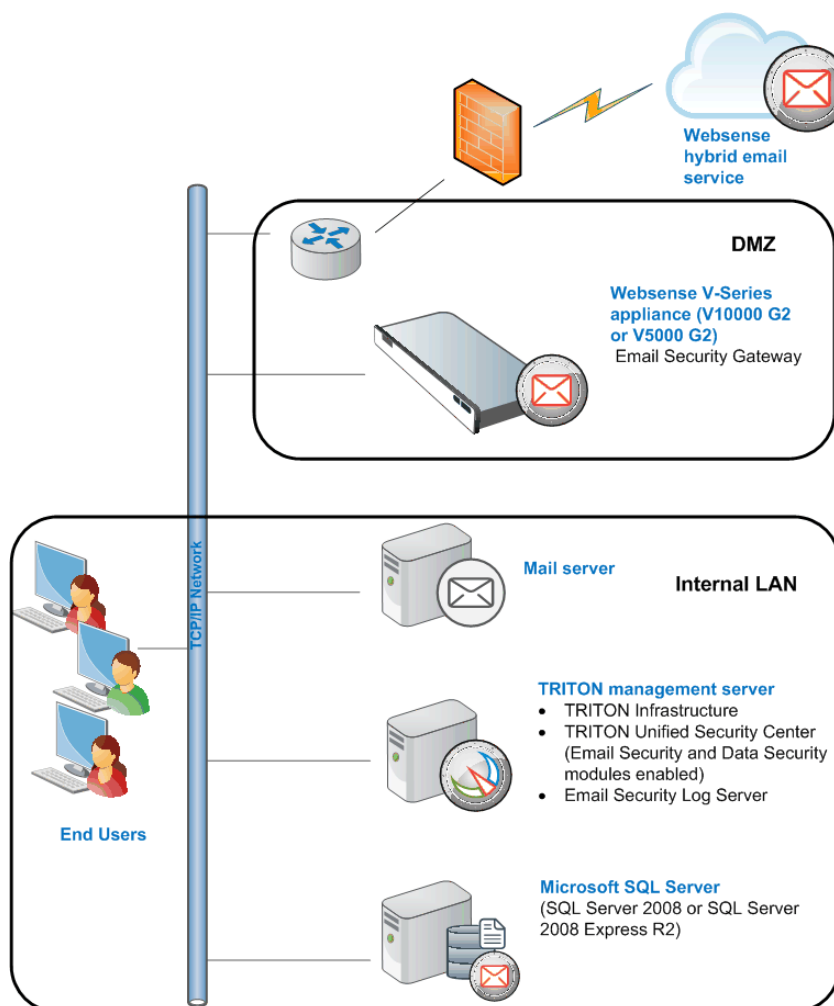 Websense
hybrid email
service
DMZ
Websense V-Series
appliance (V10000 G2
or V5000 G2)
Email Security Gateway
TCP/IP Network
Mail server
Internal LAN
TRITON management server
• TRITON Infrastructure
• TRITON Unified Security Center
(Email Security and Data Security
modules enabled)
• Email Security Log Server
End Users
Microsoft SQL Server
(SQL Server 2008 or SQL Server
2008 Express R2)